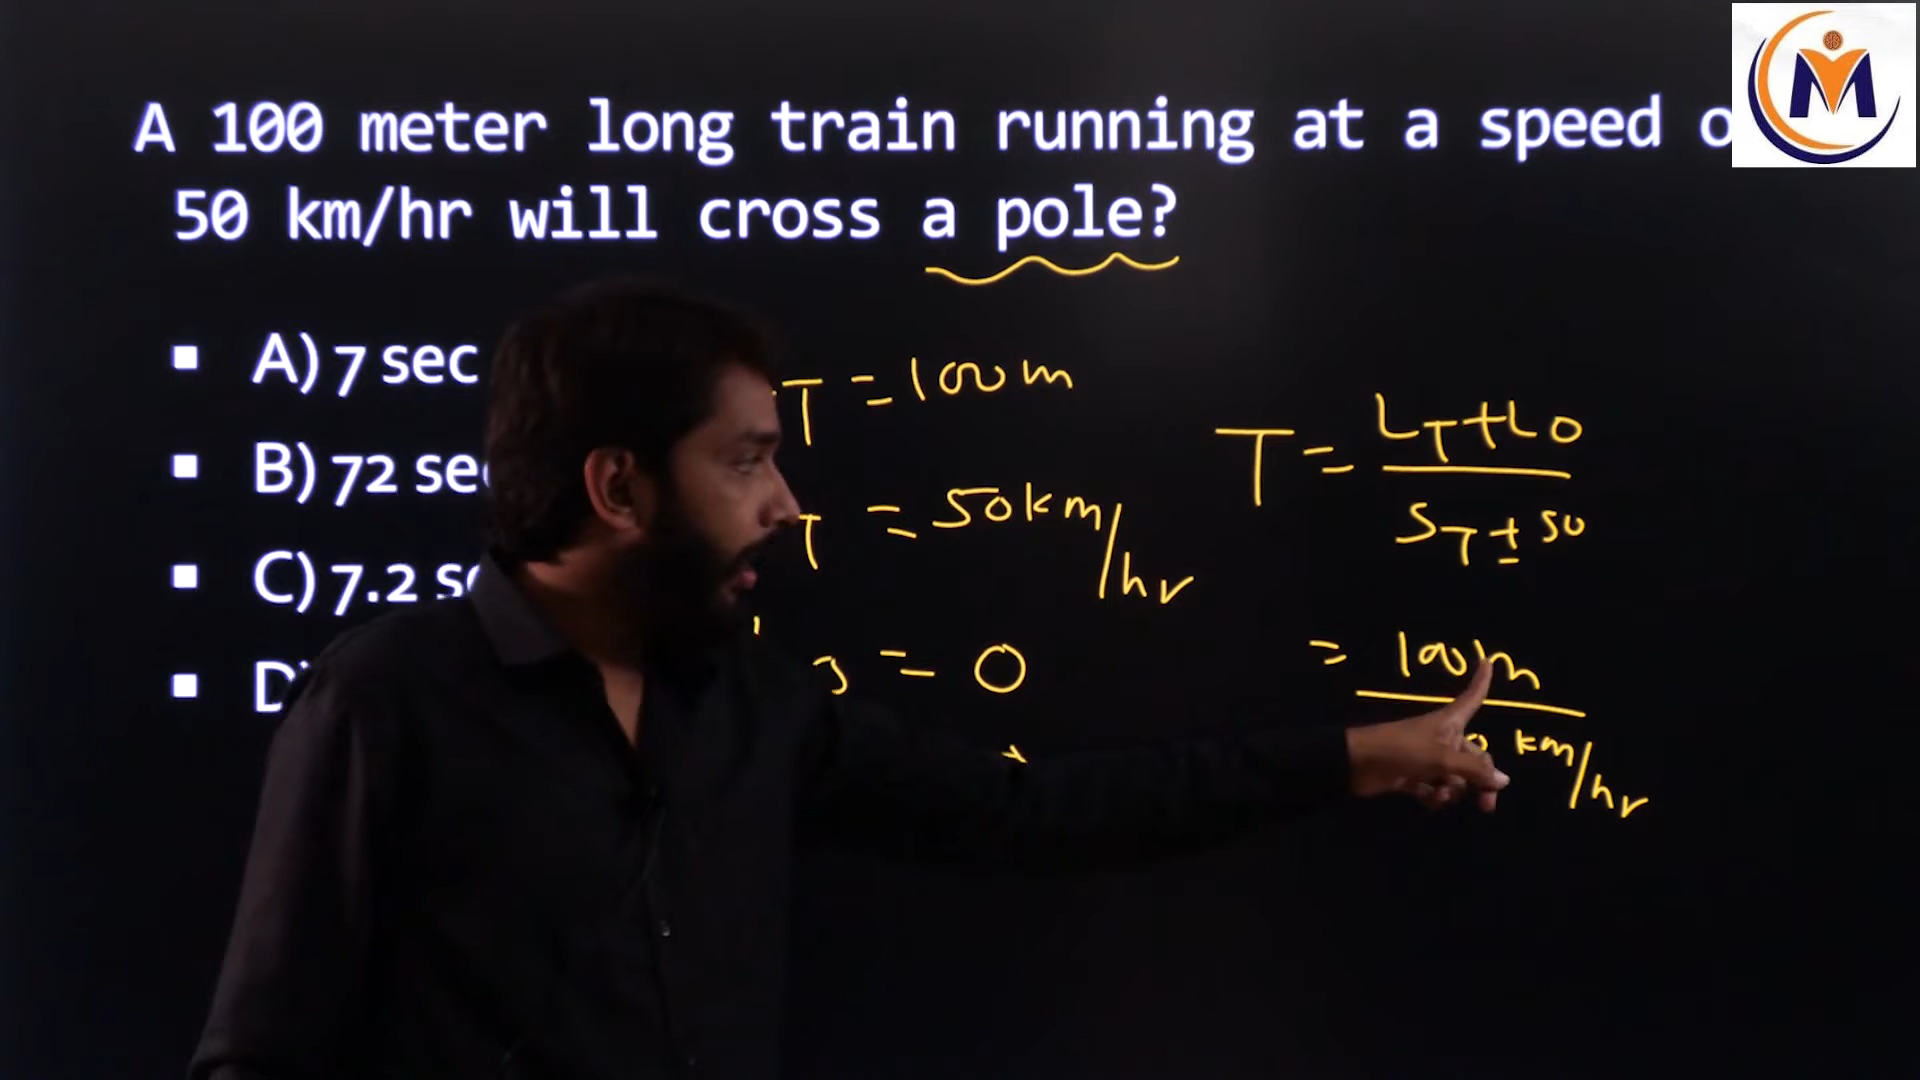 A 100 meter long train running at a speed
50 km/hr will cross a pole?
A) 7 sec
B) 72 sec
C) 7.2
D)
T = 100m
T = 50km/hr
= 0
T = LT+LO
ST ± SO
= 100m
km/hr
M